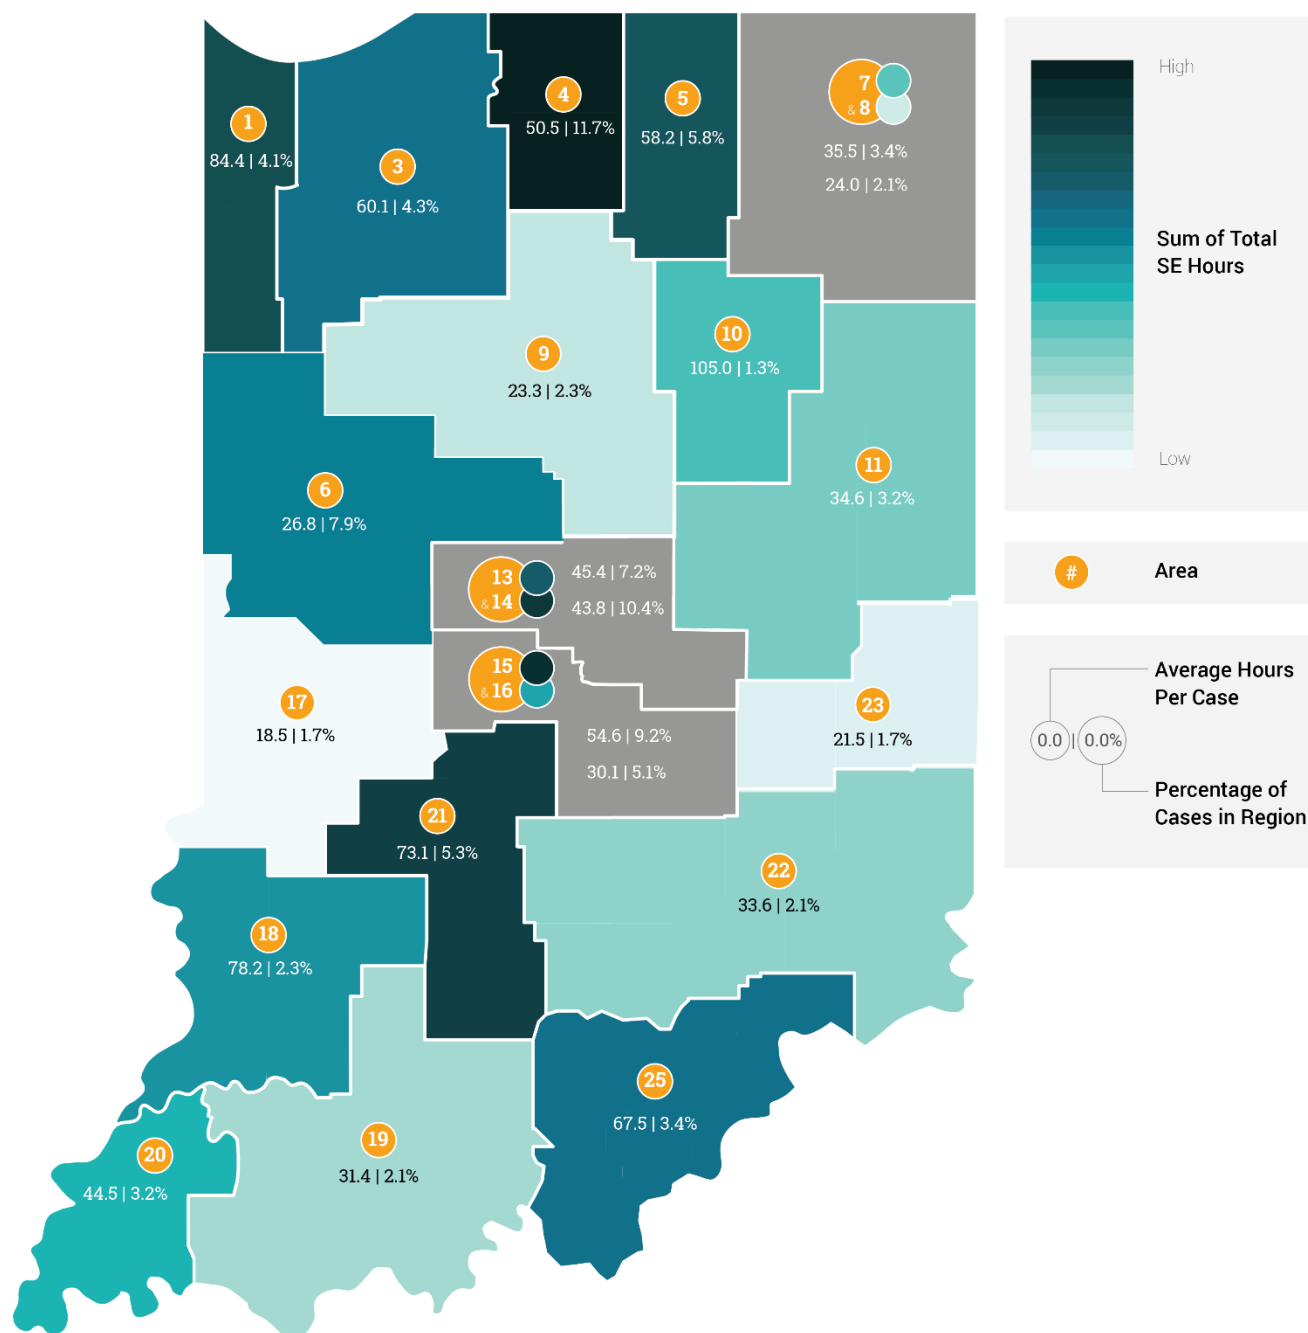 1
84.4 | 4.1%
3
60.1 | 4.3%
4
50.5 | 11.7%
5
58.2 | 5.8%
7
& 8
35.5 | 3.4%
24.0 | 2.1%
9
23.3 | 2.3%
10
105.0 | 1.3%
6
26.8 | 7.9%
11
34.6 | 3.2%
13
& 14
45.4 | 7.2%
43.8 | 10.4%
15
& 16
54.6 | 9.2%
30.1 | 5.1%
17
18.5 | 1.7%
23
21.5 | 1.7%
21
73.1 | 5.3%
22
33.6 | 2.1%
18
78.2 | 2.3%
25
67.5 | 3.4%
19
31.4 | 2.1%
20
44.5 | 3.2%
High
Sum of Total
SE Hours
Low
#
Area
Average Hours
Per Case
0.0 | 0.0%
Percentage of
Cases in Region